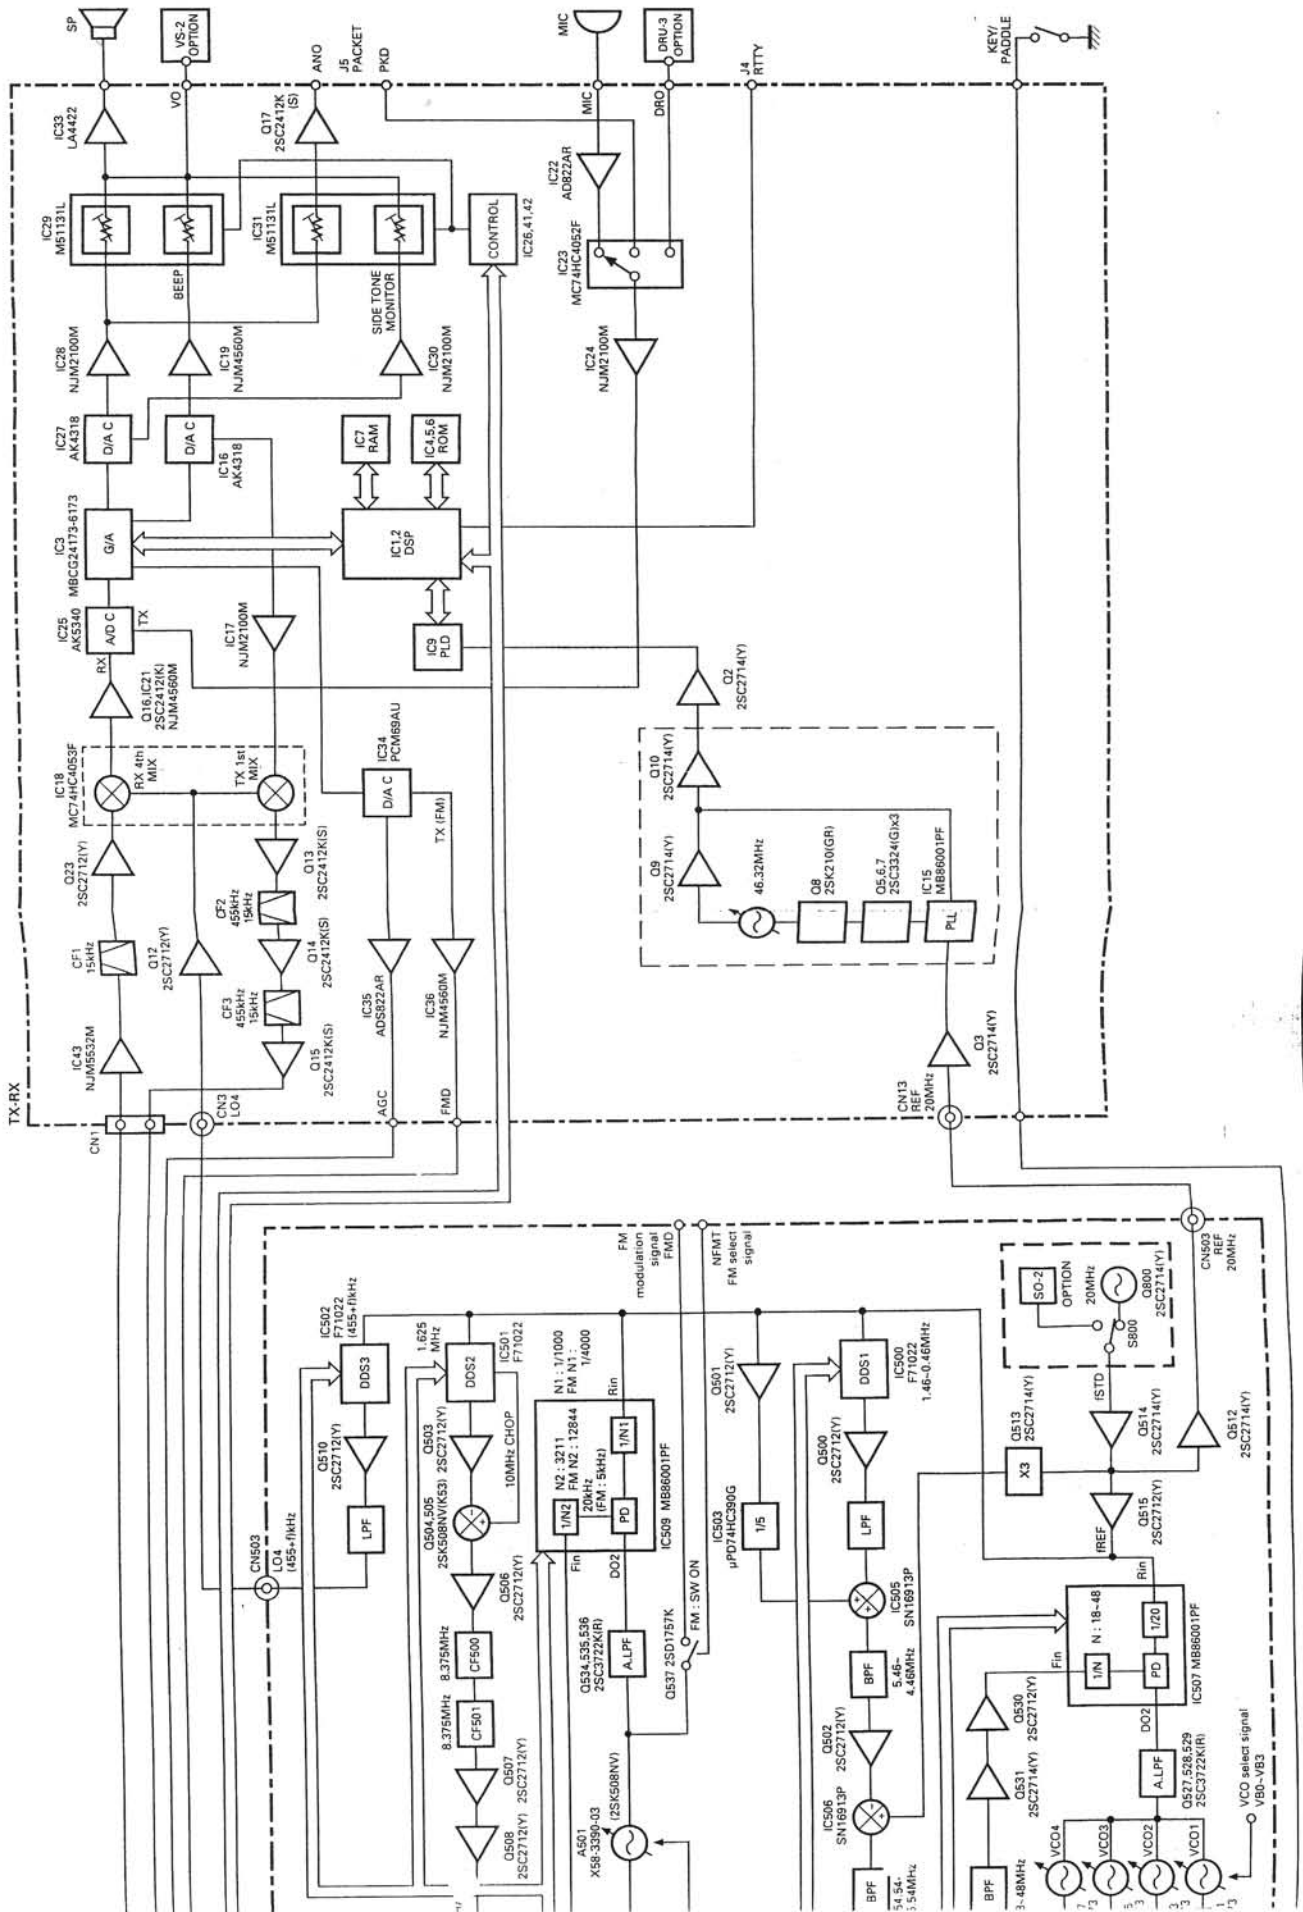 TX-RX
SP
VS-2
OPTION
VO
ANO
J5
PACKET
PKD
MIC
MIC
DRU-3
OPTION
DRO
J4
RTTY
KEY/
PADDLE
IC33
LA4422
Q17
2SC2412K
(S)
IC22
AD822AR
IC29
M51131L
IC31
M51131L
CONTROL
IC26,41,42
IC23
MC74HC4052F
BEEP
SIDE TONE
MONITOR
IC28
NJM2100M
IC19
NJM4560M
IC30
NJM2100M
IC24
NJM2100M
IC27
AK4318
D/A C
D/A C
IC16
AK4318
IC7
RAM
IC4,5,6
ROM
IC3
MBCG24173-6173
G/A
IC1,2
DSP
IC25
AK5340
A/D C
TX
RX
IC17
NJM2100M
IC9
PLD
Q16,IC21
2SC2412(K)
NJM4560M
Q2
2SC2714(Y)
IC18
MC74HC4053F
RX 4th
MIX
TX 1st
MIX
IC34
PCM69AU
D/A C
TX (FM)
Q10
2SC2714(Y)
Q23
2SC2712(Y)
Q13
2SC2412K(S)
CF2
455kHz
15kHz
Q9
2SC2714(Y)
46.32MHz
Q8
2SK210(GR)
Q5,6,7
2SC3324(G)x3
IC15
MB86001PF
PLL
CF1
15kHz
Q12
2SC2712(Y)
Q14
2SC2412K(S)
CF3
455kHz
15kHz
IC35
ADS822AR
IC36
NJM4560M
IC43
NJM5532M
Q15
2SC2412K(S)
Q3
2SC2714(Y)
CN1
CN3
LO4
AGC
FMD
CN13
REF
20MHz
FM
modulation
signal
FMD
NFMT
FM select
signal
CN503
REF
20MHz
SO-2
OPTION
20MHz
Q800
2SC2714(Y)
S800
fSTD
IC502
F71022
(455+f)kHz
DDS3
1.625
MHz
DDS2
IC501
F71022
N1 : 1/1000
FM N1 :
1/4000
Rin
Q501
2SC2712(Y)
DDS1
IC500
F71022
1.46~0.46MHz
Q510
2SC2712(Y)
Q503
2SC2712(Y)
10MHz CHOP
N2 : 3211
FM N2 : 12844
1/N1
20kHz
(FM : 5kHz)
1/N2
PD
IC509 MB86001PF
Q500
2SC2712(Y)
Q513
2SC2714(Y)
X3
Q514
2SC2714(Y)
Q512
2SC2714(Y)
LPF
Q504,505
2SK508NV(K53)
Fin
DO2
IC503
μPD74HC390G
1/5
LPF
Q515
2SC2712(Y)
fREF
CN503
LO4
(455+f)kHz
Q506
2SC2712(Y)
IC505
SN16913P
Rin
8.375MHz
CF500
Q534,535,536
2SC3722K(R)
A.LPF
Q537 2SD1757K
FM : SW ON
BPF
5.46~
4.46MHz
Fin
N : 18~48
1/N
1/20
PD
IC507 MB86001PF
8.375MHz
CF501
Q502
2SC2712(Y)
Q530
2SC2712(Y)
DO2
Q507
2SC2712(Y)
Q531
2SC2714(Y)
A.LPF
Q527,528,529
2SC3722K(R)
Q508
2SC2712(Y)
A501
X58-3390-03
(2SK508NV)
IC506
SN16913P
VCO select signal
VB0~VB3
VCO4
VCO3
VCO2
VCO1
BPF
BPF